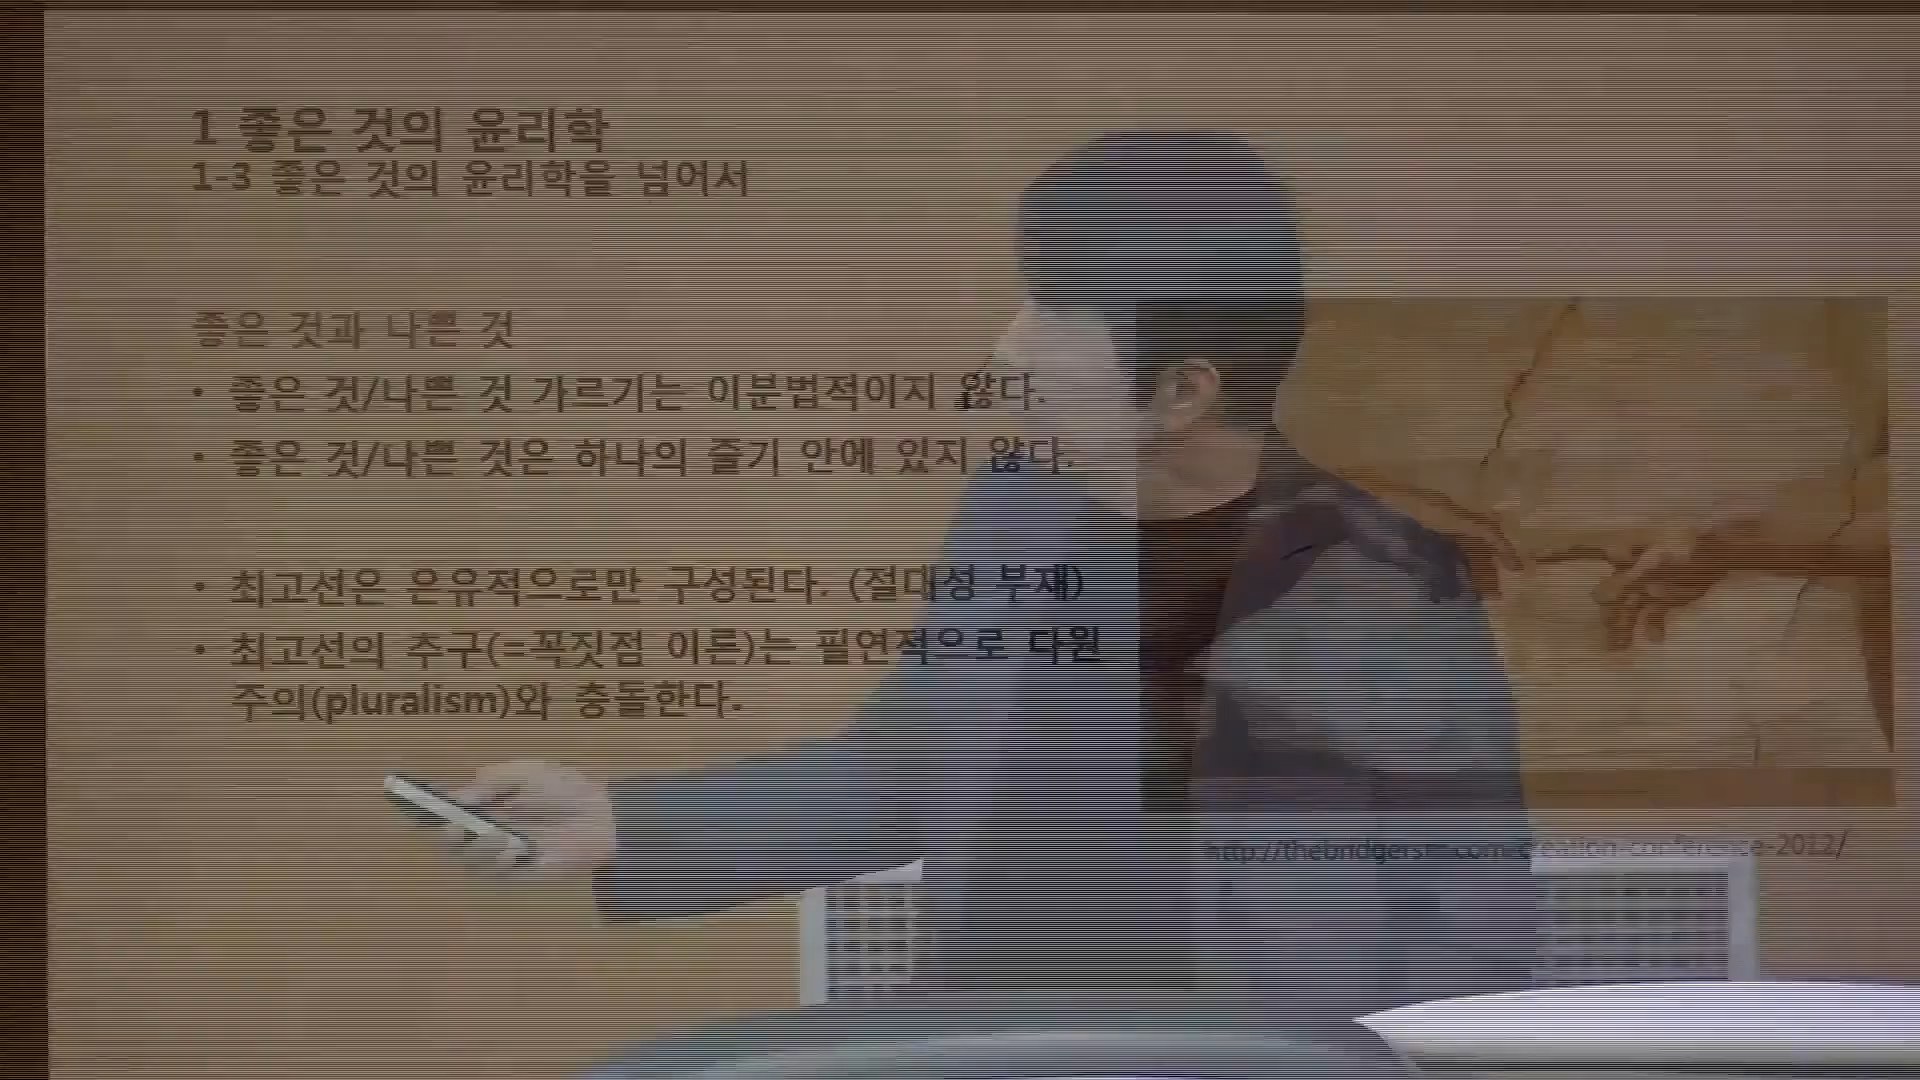 1 좋은 것의 윤리학
1-3 좋은 것의 윤리학을 넘어서
좋은 것과 나쁜 것
• 좋은 것/나쁜 것 가르기는 이분법적이지 않다.
• 좋은 것/나쁜 것은 하나의 줄기 안에 있지 않다.
• 최고선은 은유적으로만 구성된다. (절대성 부재)
• 최고선의 추구(=꼭짓점 이론)는 필연적으로 다원
주의(pluralism)와 충돌한다.